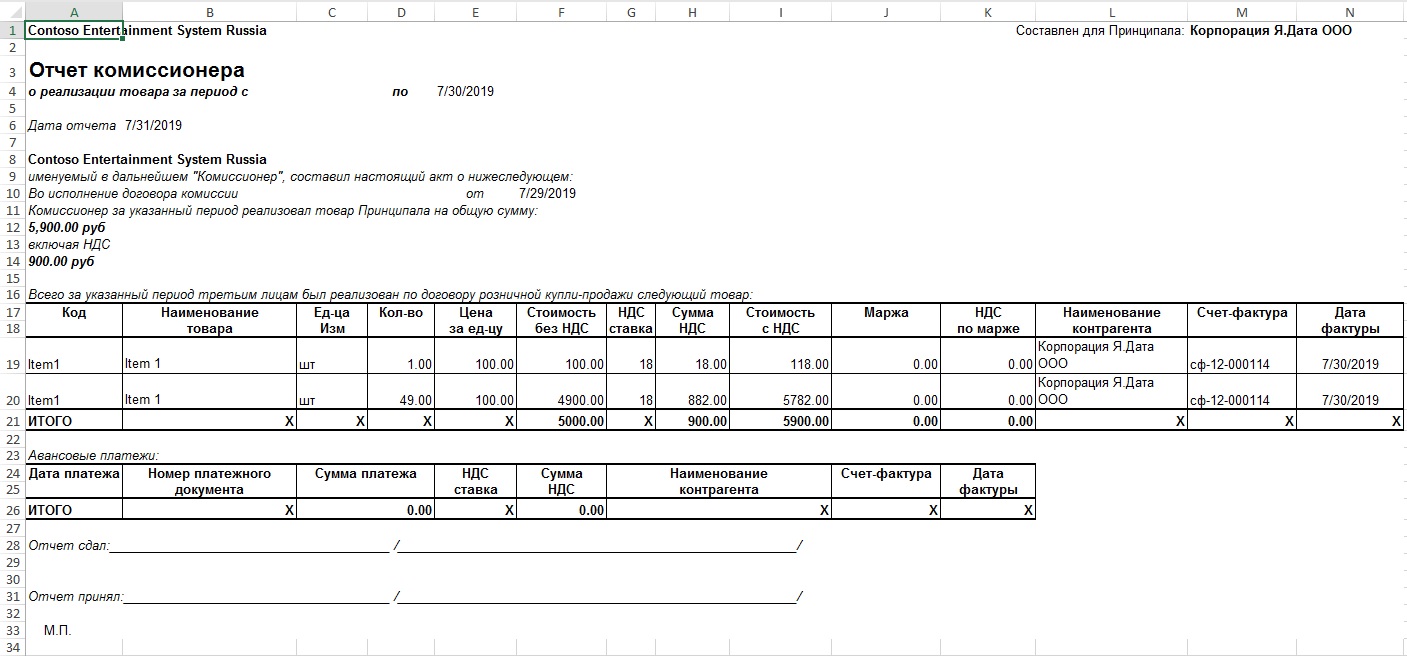 A B C D E F G H I J K L M N
1 Contoso Entertainment System Russia Составлен для Принципала: Корпорация Я.Дата ООО
2
3 Отчет комиссионера
4 о реализации товара за период с по 7/30/2019
5
6 Дата отчета 7/31/2019
7
8 Contoso Entertainment System Russia
9 именуемый в дальнейшем "Комиссионер", составил настоящий акт о нижеследующем:
10 Во исполнение договора комиссии от 7/29/2019
11 Комиссионер за указанный период реализовал товар Принципала на общую сумму:
12 5,900.00 руб
13 включая НДС
14 900.00 руб
15
16 Всего за указанный период третьим лицам был реализован по договору розничной купли-продажи следующий товар:
17 Код Наименование Ед-ца Кол-во Цена Стоимость НДС Сумма Стоимость Маржа НДС Наименование Счет-фактура Дата
18 товара Изм за ед-цу без НДС ставка НДС с НДС по марже контрагента фактуры
Корпорация Я.Дата
19 Item1 Item 1 шт 1.00 100.00 100.00 18 18.00 118.00 0.00 0.00 ООО сф-12-000114 7/30/2019
Корпорация Я.Дата
20 Item1 Item 1 шт 49.00 100.00 4900.00 18 882.00 5782.00 0.00 0.00 ООО сф-12-000114 7/30/2019
21 ИТОГО X X X X 5000.00 X 900.00 5900.00 0.00 0.00 X X X
22
23 Авансовые платежи:
24 Дата платежа Номер платежного Сумма платежа НДС Сумма Наименование Счет-фактура Дата
25 документа ставка НДС контрагента фактуры
26 ИТОГО X 0.00 X 0.00 X X X
27
28 Отчет сдал: / /
29
30
31 Отчет принял: / /
32
33 М.П.
34